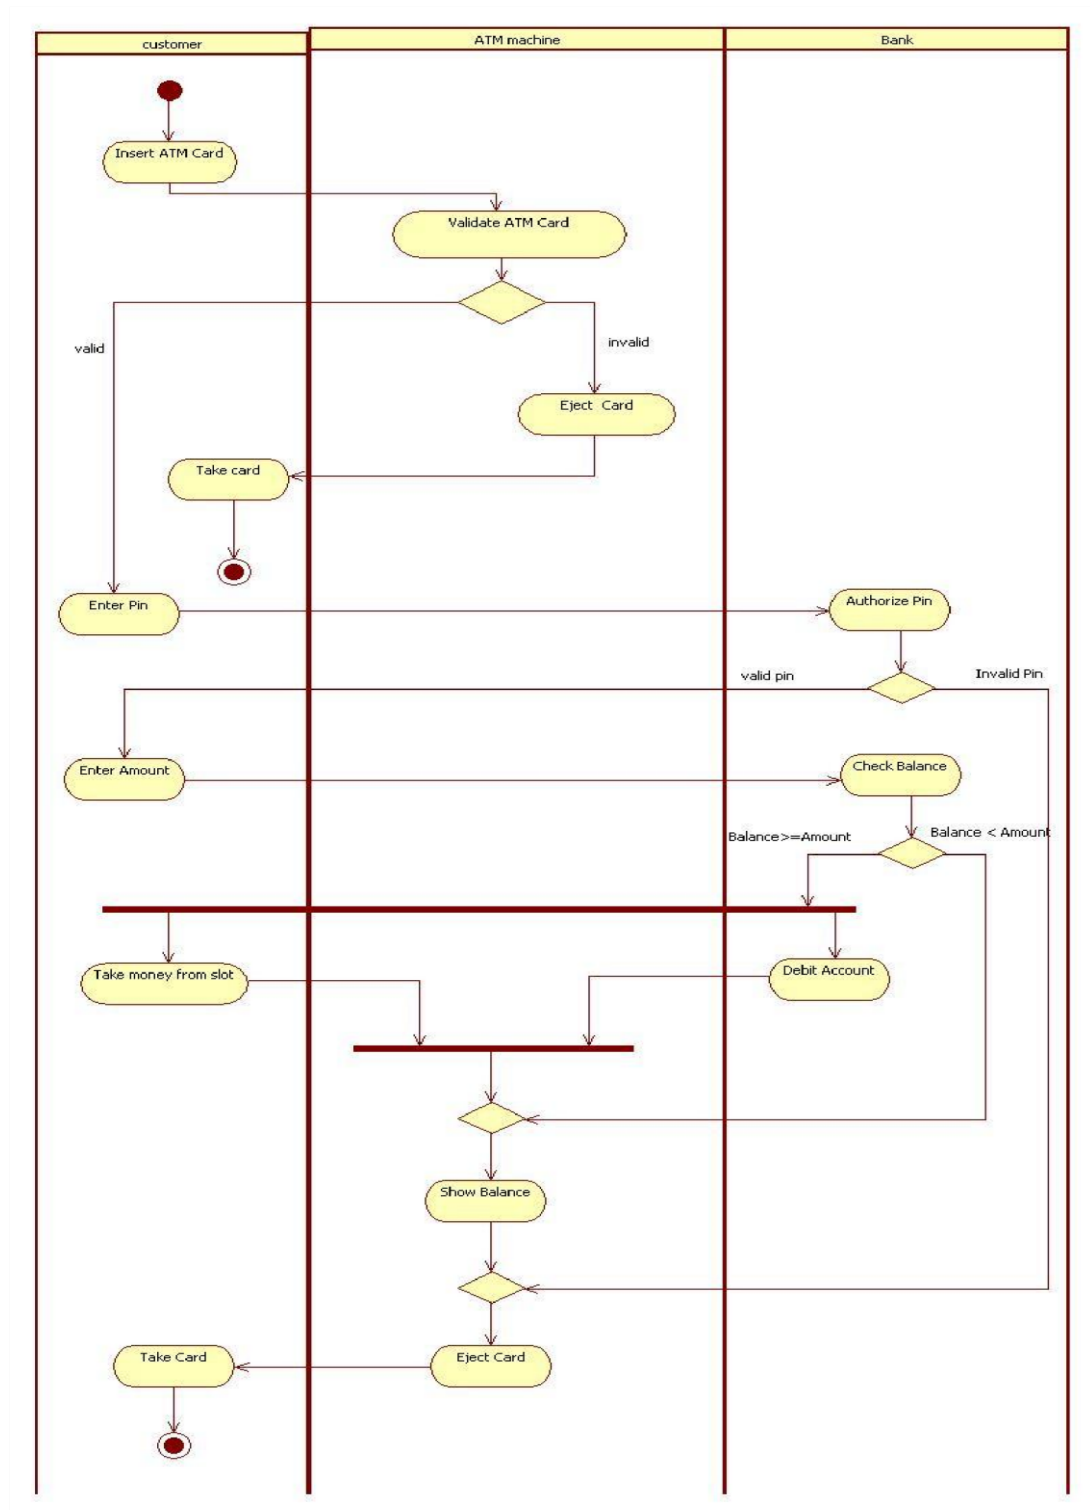 customer
ATM machine
Bank
Insert ATM Card
Validate ATM Card
valid
invalid
Eject  Card
Take card
Enter Pin
Authorize Pin
valid pin
Invalid Pin
Enter Amount
Check Balance
Balance>=Amount
Balance < Amount
Take money from slot
Debit Account
Show Balance
Take Card
Eject Card